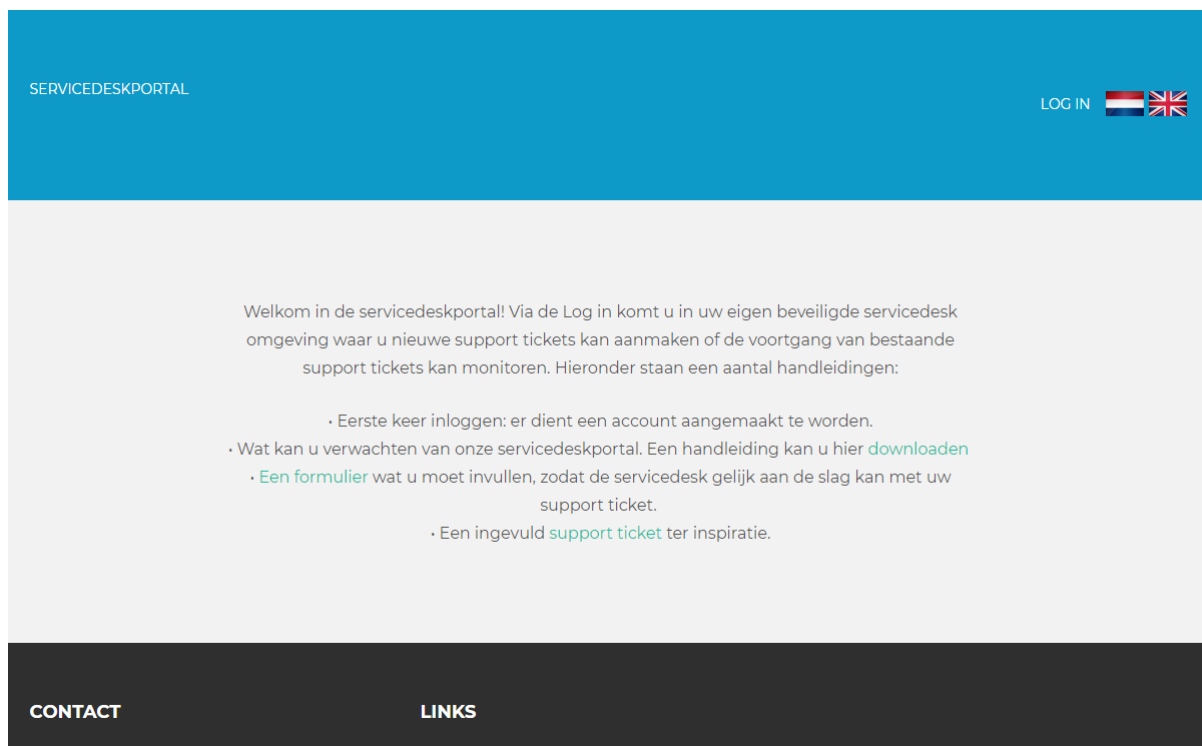 SERVICEDESKPORTAL
LOG IN
Welkom in de servicedeskportal! Via de Log in komt u in uw eigen beveiligde servicedesk
omgeving waar u nieuwe support tickets kan aanmaken of de voortgang van bestaande
support tickets kan monitoren. Hieronder staan een aantal handleidingen:
• Eerste keer inloggen: er dient een account aangemaakt te worden.
• Wat kan u verwachten van onze servicedeskportal. Een handleiding kan u hier downloaden
• Een formulier wat u moet invullen, zodat de servicedesk gelijk aan de slag kan met uw
support ticket.
• Een ingevuld support ticket ter inspiratie.
CONTACT
LINKS